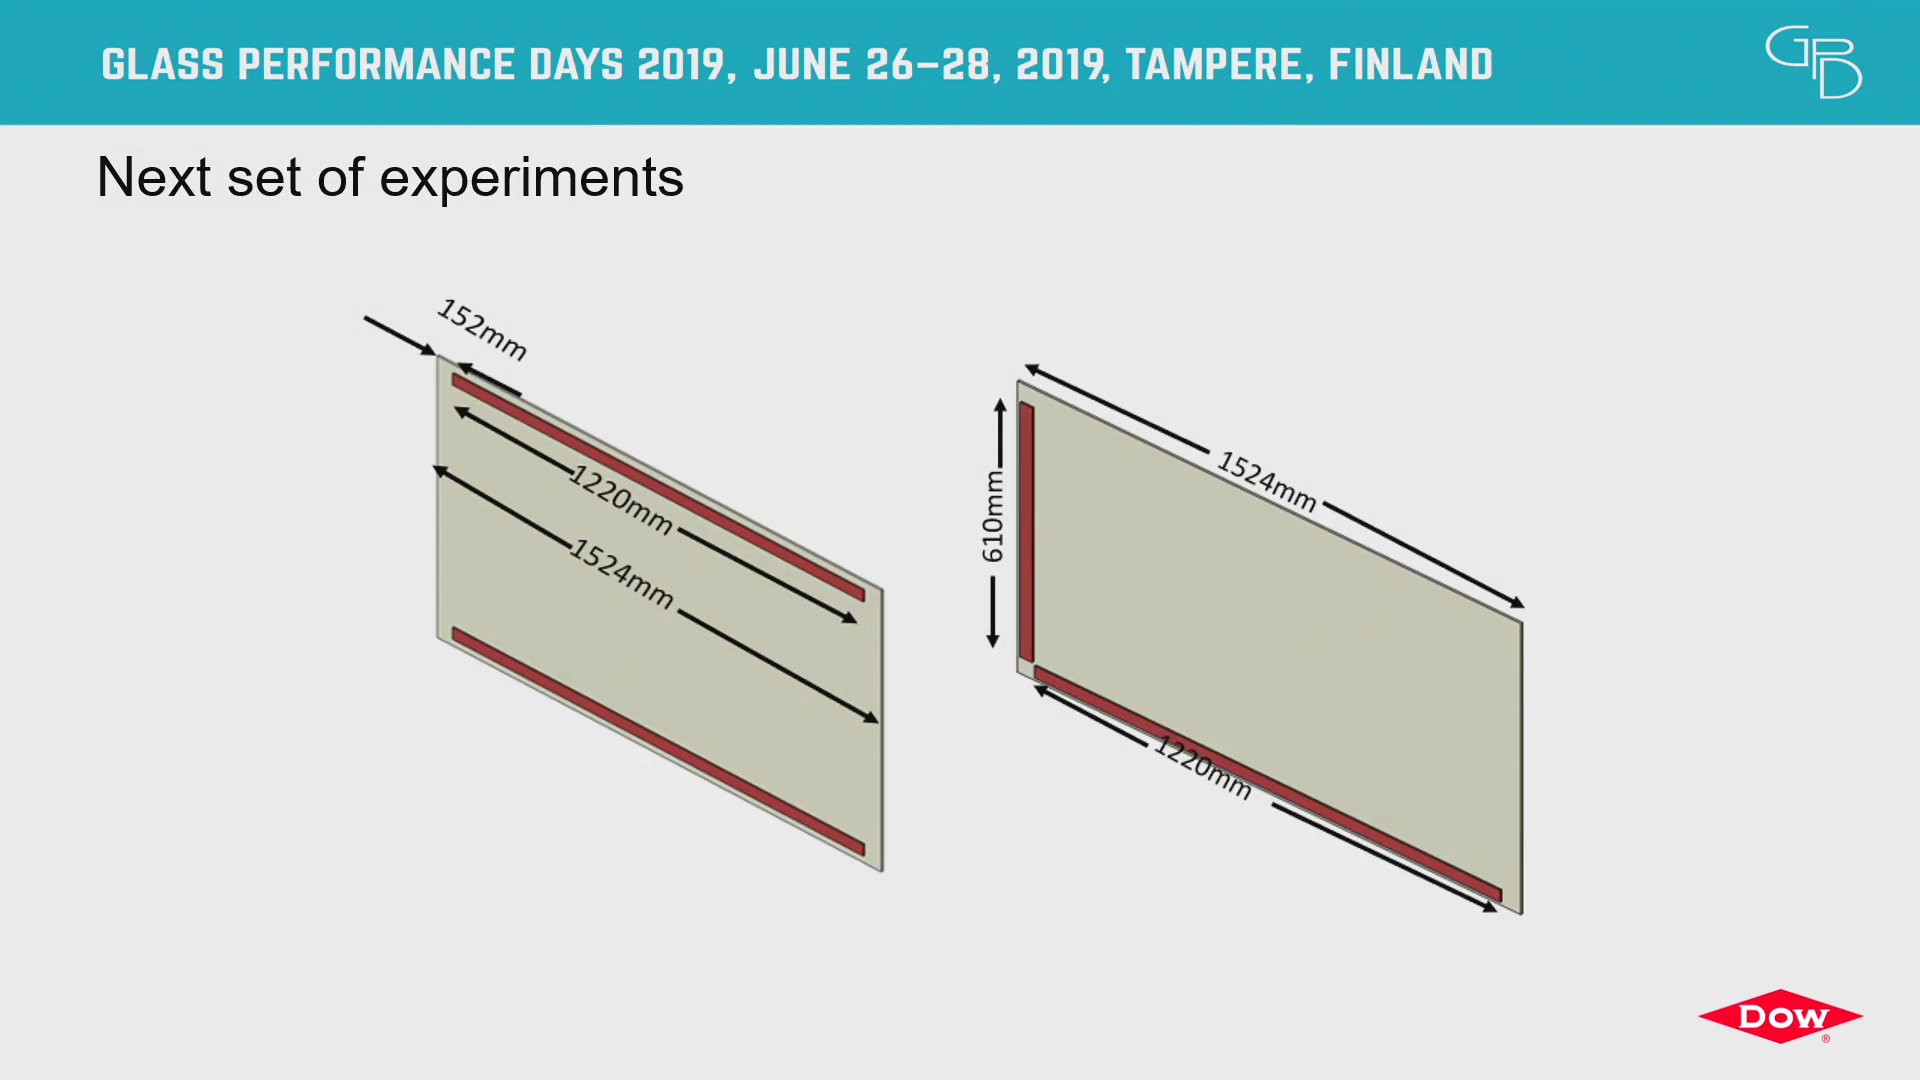 GLASS PERFORMANCE DAYS 2019, JUNE 26–28, 2019, TAMPERE, FINLAND
GPD
Next set of experiments
152mm
1220mm
1524mm
1524mm
610mm
1220mm
DOW
®